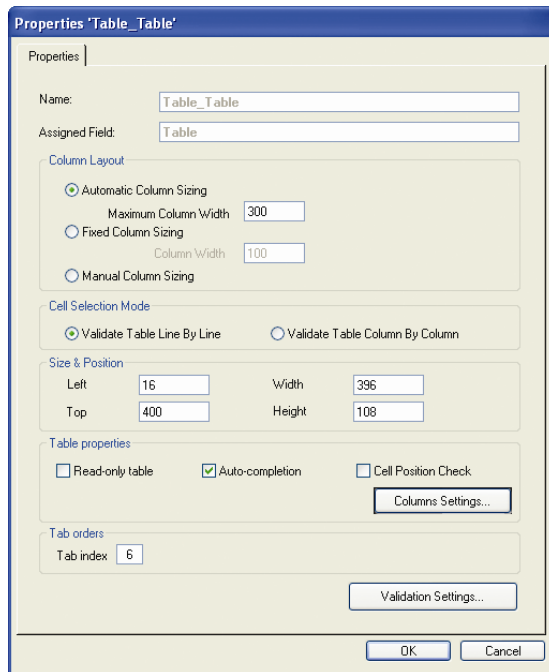 Properties 'Table_Table'
Properties
Name: Table_Table
Assigned Field: Table
Column Layout
Automatic Column Sizing
Maximum Column Width 300
Fixed Column Sizing
Column Width 100
Manual Column Sizing
Cell Selection Mode
Validate Table Line By Line Validate Table Column By Column
Size & Position
Left 16 Width 396
Top 400 Height 108
Table properties
Read-only table Auto-completion Cell Position Check
Columns Settings...
Tab orders
Tab index 6
Validation Settings...
OK Cancel